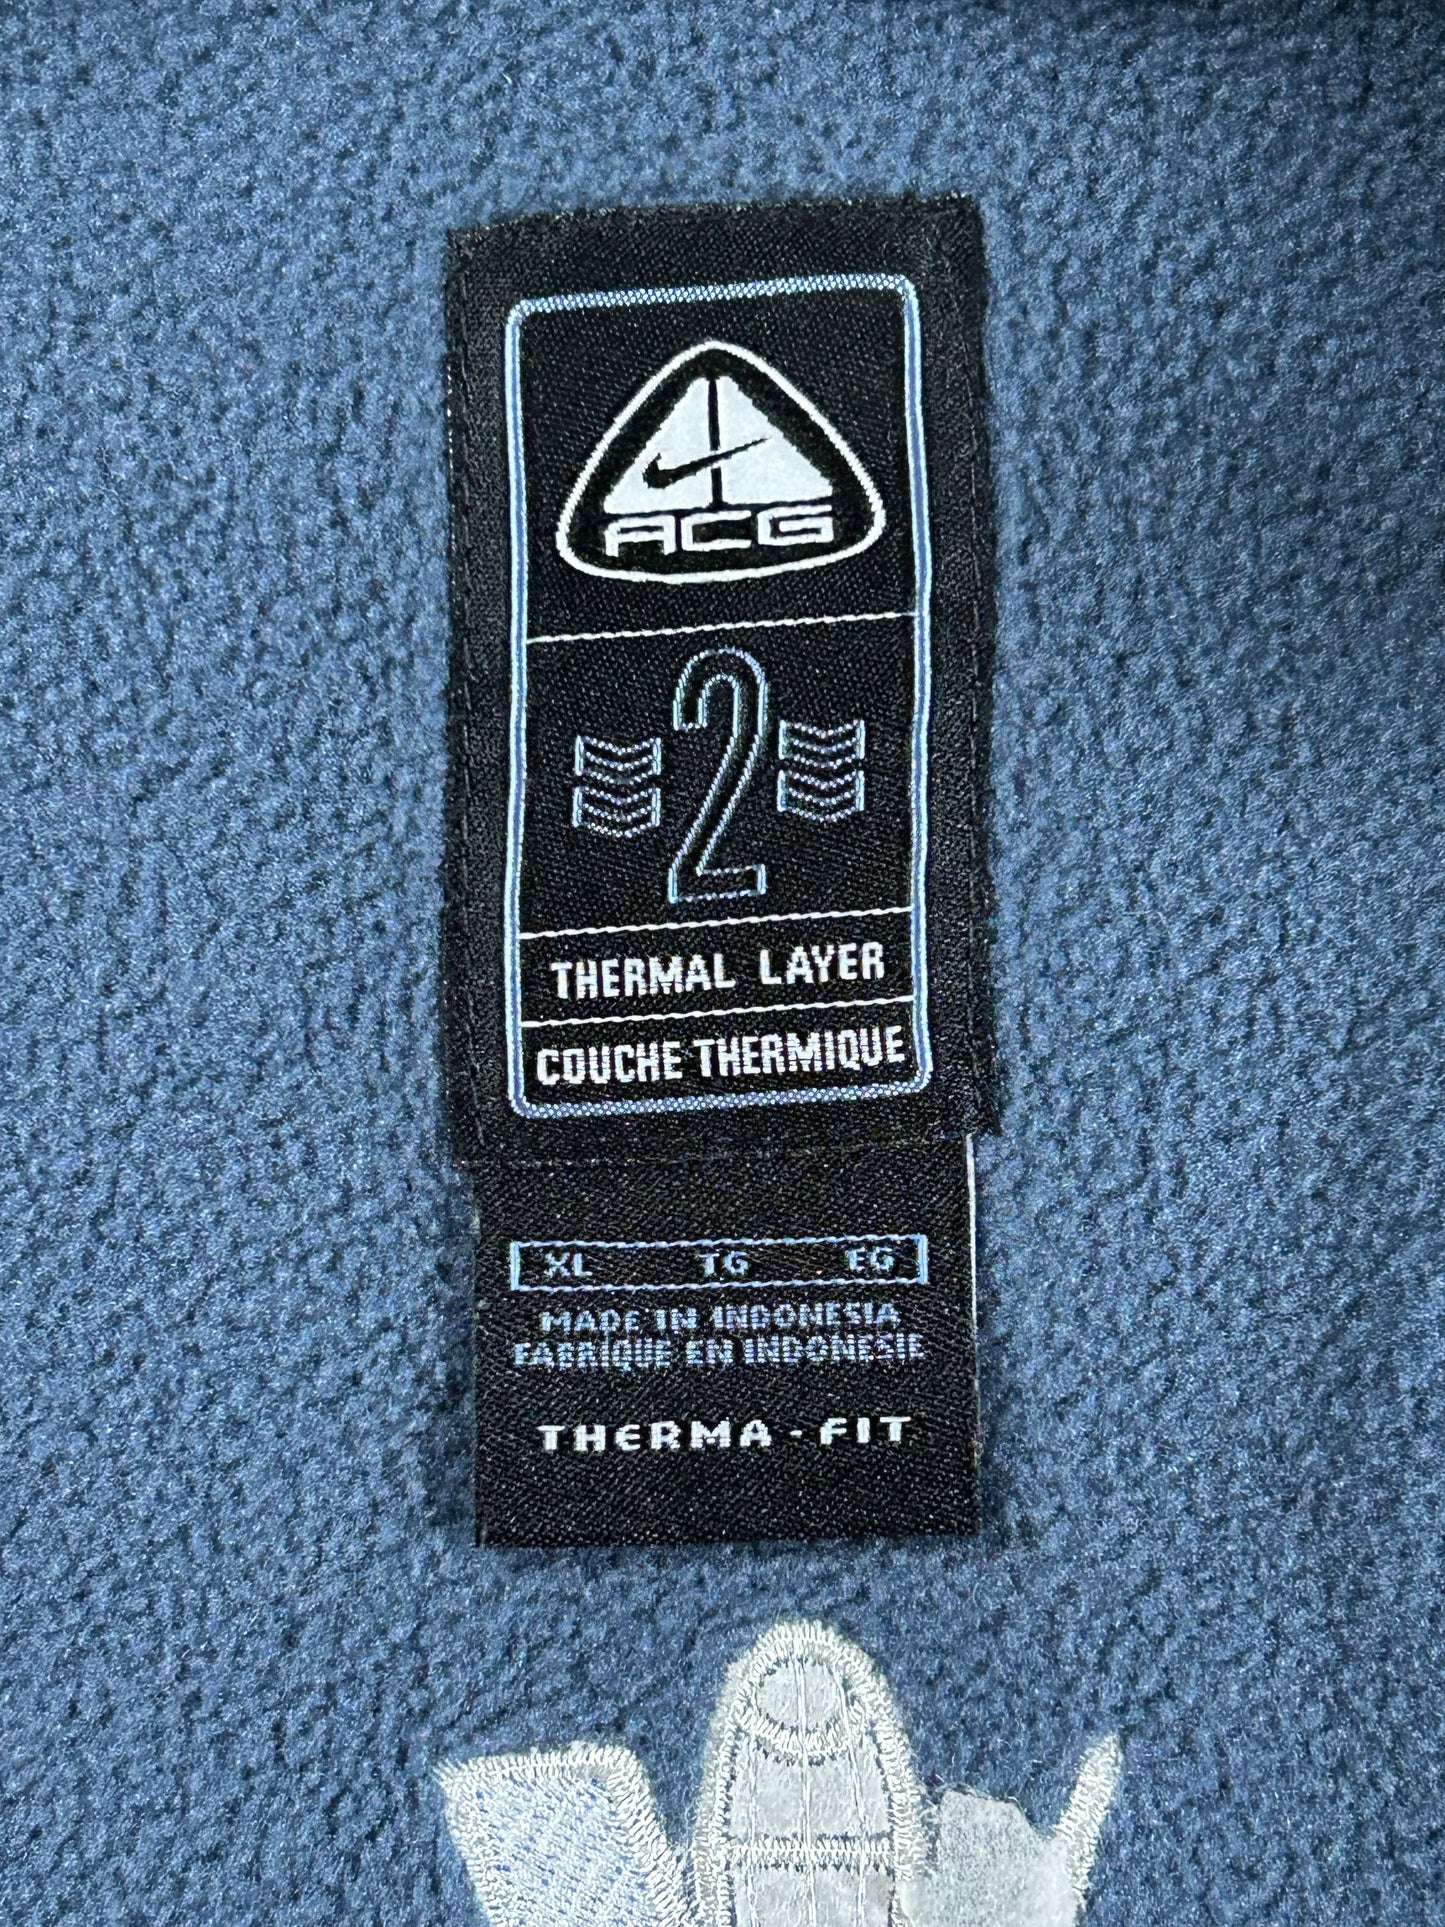 ACG
2
THERMAL LAYER
COUCHE THERMIQUE
XL TG EG
MADE IN INDONESIA
FABRIQUE EN INDONESIE
THERMA-FIT